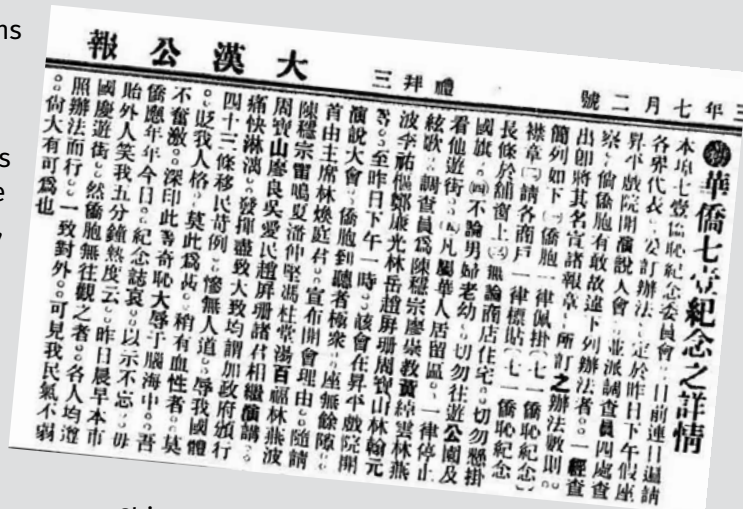 ns
s
e
三年七月二號
禮拜三
大漢公報
華僑七壹紀念之詳情
本埠七壹僑恥紀念委員會。日前連日遍請
各界代表。妥訂辦法。定於昨日下午假座
昇平戲院開演說大會。並派調查員四處查
察。倘僑胞有敢故違下列辦法者。一經查
出即將其名宣諸報章。所訂之辦法數則。
簡列如下㈠僑胞一律佩掛(七一僑恥紀念
襟章)㈡請各商戶一律標貼(七一僑恥紀念)
長條於舖窗上㈢無論商店住宅。切勿懸掛
國旗。㈣不論男婦老幼。切勿往遊公園及
看仙遊街。㈤凡屬華人居留區。一律停止
絃歌。調查員爲陳穩宗廖崇教黃綽雲林燕
波李祐樞鄭康光林岳趙屏珊周寶山林翰元
等。至昨日下午一時。該會在昇平戲院開
演說大會。僑胞到聽者極衆。座無餘隙。
首由主席林煥庭君。宣布開會理由。隨請
陳穩宗雷鳴夏潘仲堅馮杜堂湯百福林燕波
周寶山廖良吳愛民趙屏珊諸君相繼演講。
痛快淋漓。發揮盡致大致均謂加政府頒行
四十三條移民苛例。慘無人道。辱我國體
。貶我人格。莫此爲甚。稍有血性者。莫
不奮激。深印此等奇恥大辱于腦海中。吾
僑應年年今日。紀念誌哀。以示不忘。毋
貽外人笑我五分鐘熱度云。昨日晨早本市
國慶遊街。然僑胞無往觀之者。各人均遵
照辦法而行。一致對外。可見我民氣不弱
。尚大有可爲也